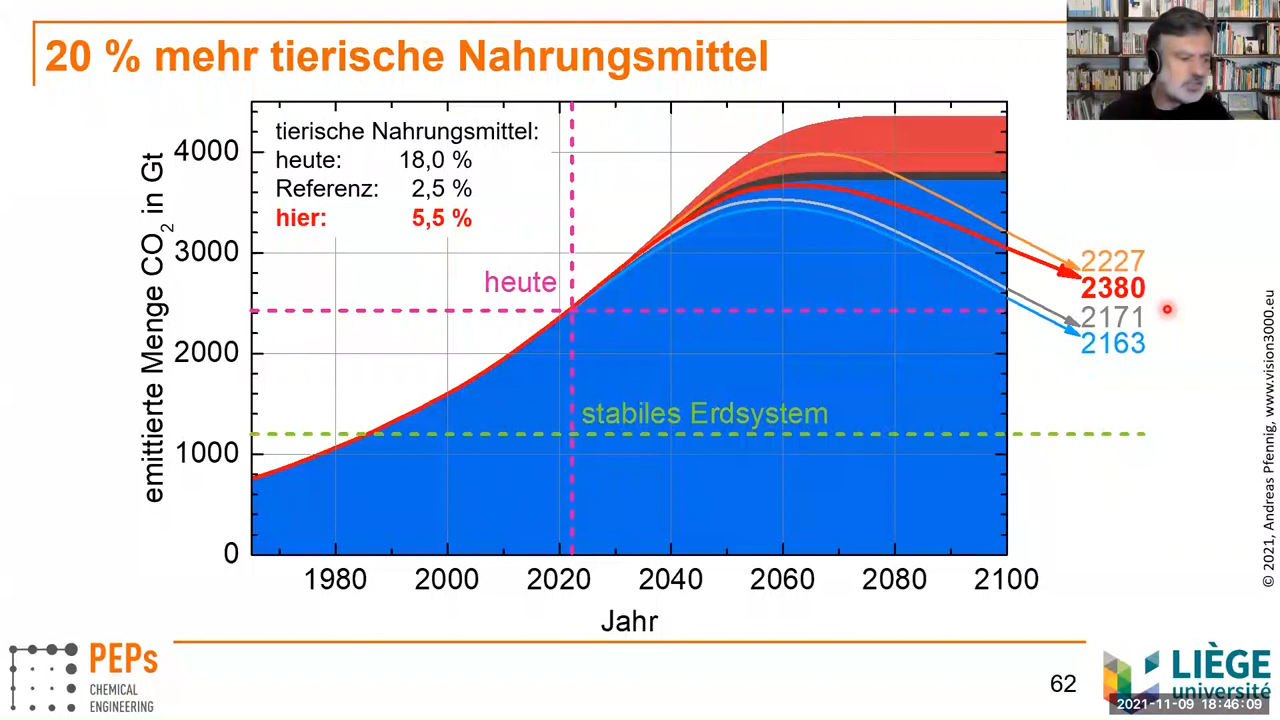 20 % mehr tierische Nahrungsmittel
tierische Nahrungsmittel:
heute: 18,0 %
Referenz: 2,5 %
hier: 5,5 %
emittierte Menge CO2 in Gt
4000
3000
2000
1000
0
heute
stabiles Erdsystem
2227
2380
2171
2163
1980 2000 2020 2040 2060 2080 2100
Jahr
© 2021, Andreas Pfennig, www.vision3000.eu
PEPs
CHEMICAL
ENGINEERING
62
LIÈGE
université
2021-11-09 18:46:09